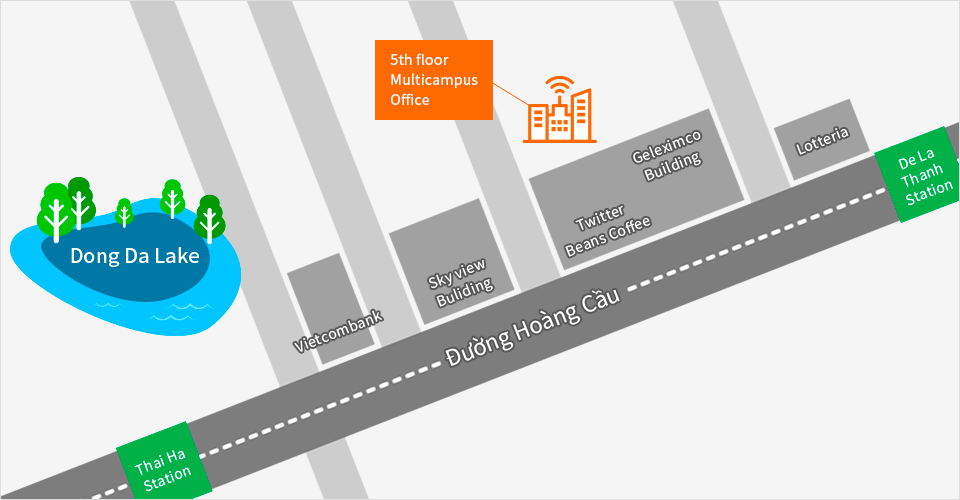 5th floor
Multicampus
Office
Geleximco
Building
Lotteria
De La
Thanh
Station
Twitter
Beans Coffee
Dong Da Lake
Sky view
Buliding
Vietcombank
Đường Hoàng Cầu
Thai Ha
Station